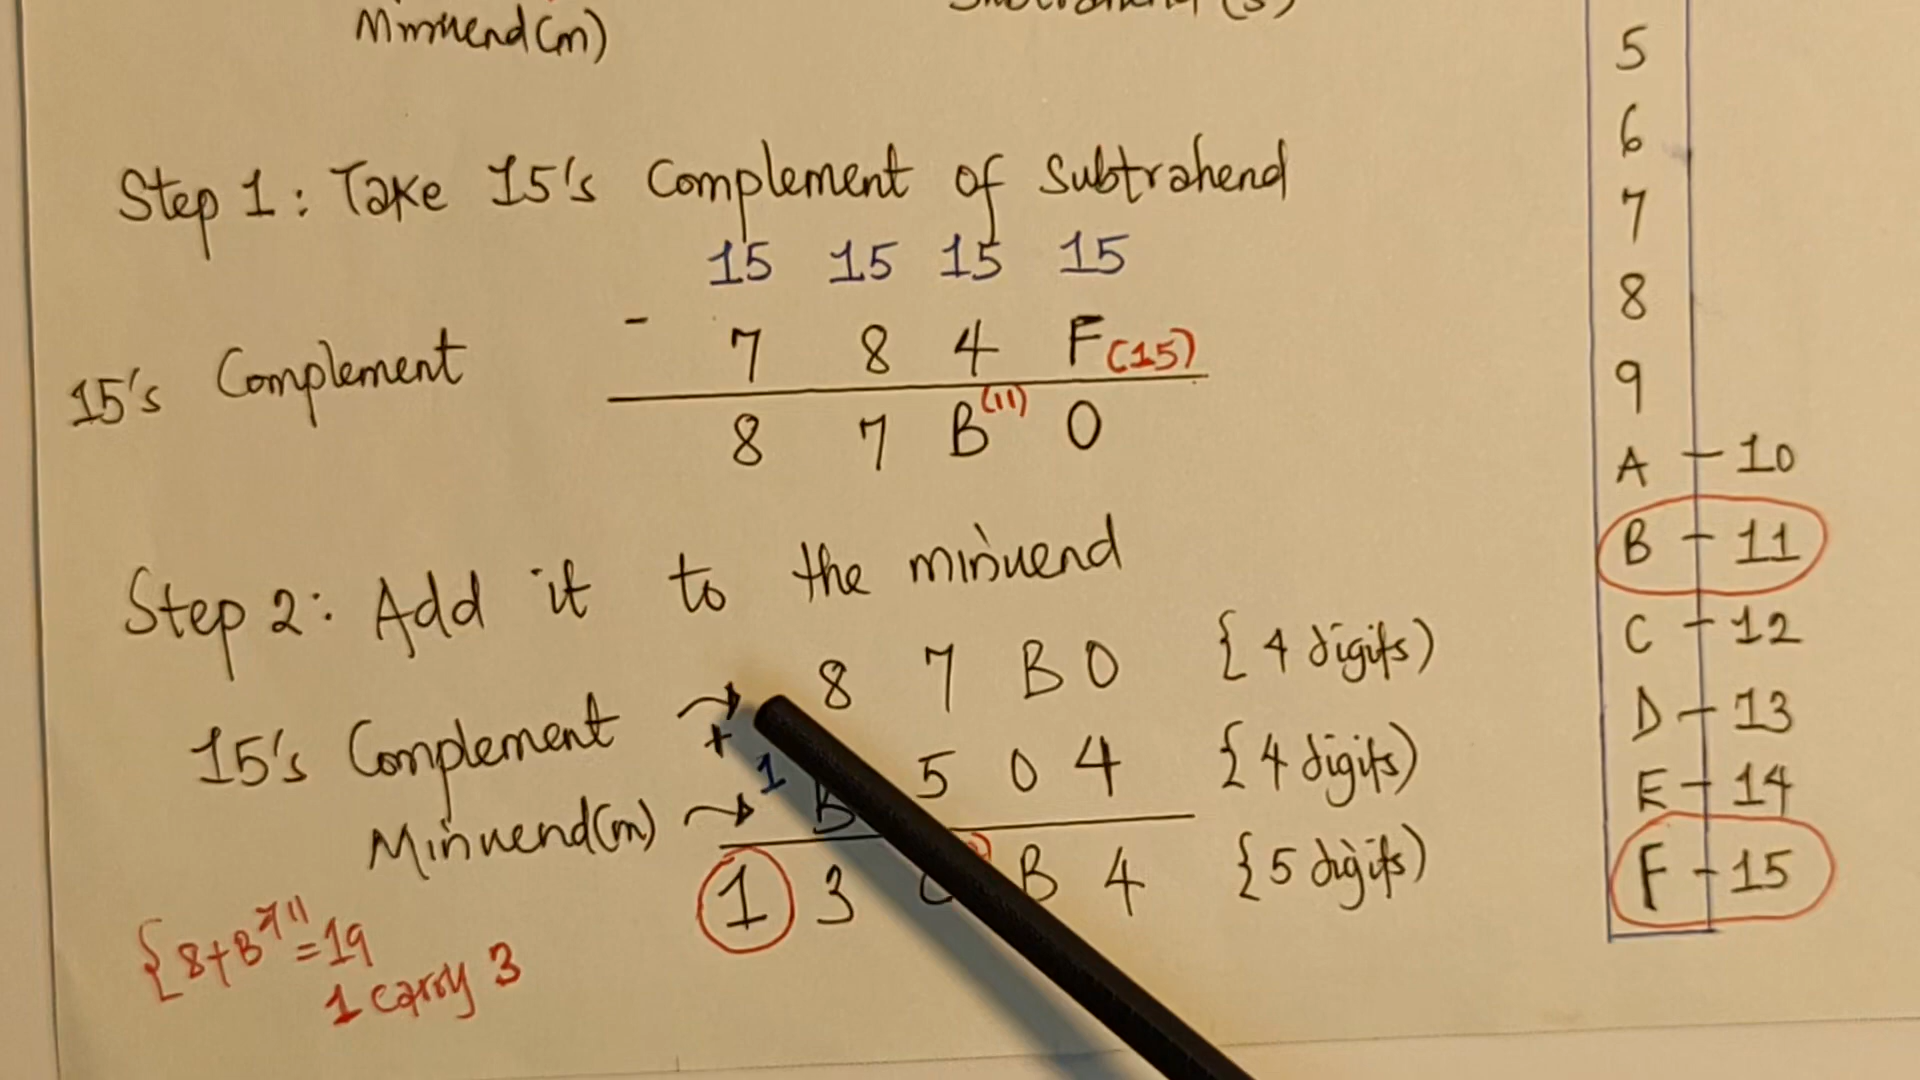 Minuend(m)
Step 1: Take 15's Complement of Subtrahend
15 15 15 15
- 7 8 4 F(15)
15's Complement
8 7 B(11) 0
Step 2: Add it to the minuend
15's Complement → 8 7 B 0 {4 digits)
+
1
Minuend(m) → B 5 0 4 {4 digits)
1 3 B 4 {5 digits)
{8+B→11=19
1 carry 3
5
6
7
8
9
A - 10
B - 11
C - 12
D - 13
E - 14
F - 15